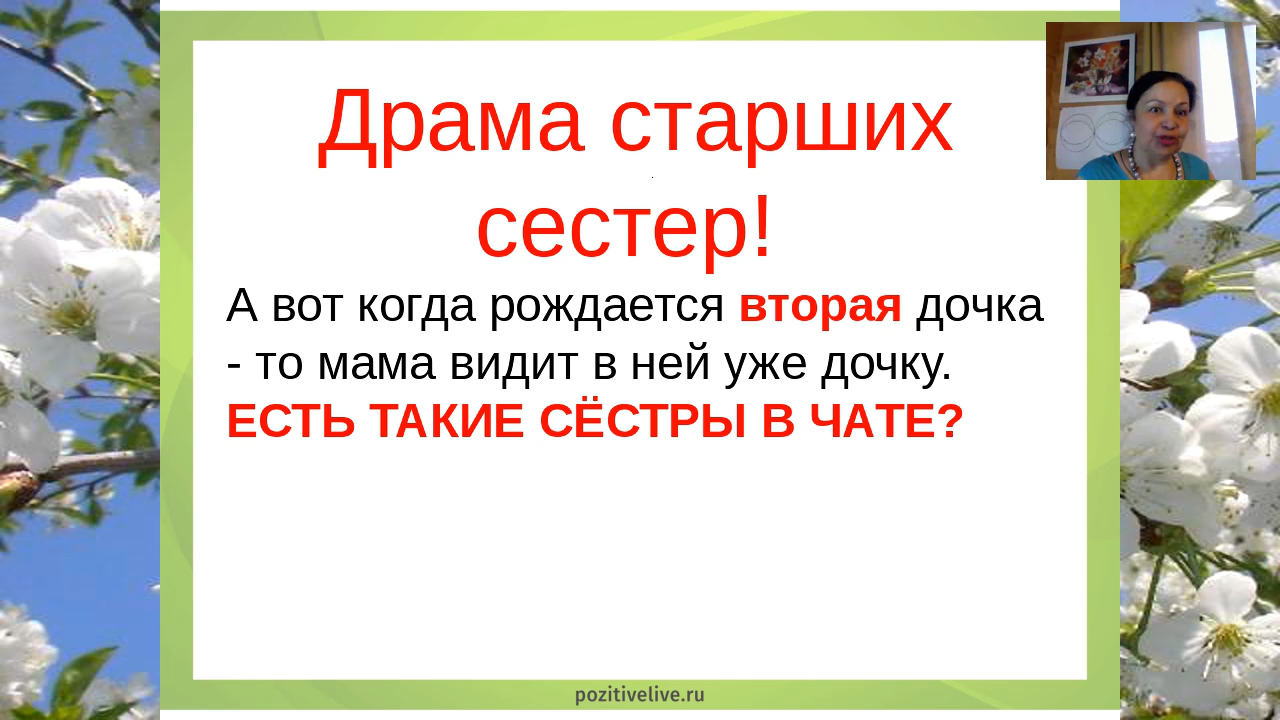 Драма старших
сестер!
А вот когда рождается вторая дочка
- то мама видит в ней уже дочку.
ЕСТЬ ТАКИЕ СЁСТРЫ В ЧАТЕ?
pozitivelive.ru